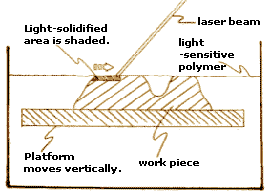 laser beam
Light-solidified
area is shaded.
light
-sensitive
polymer
Platform
moves vertically.
work piece